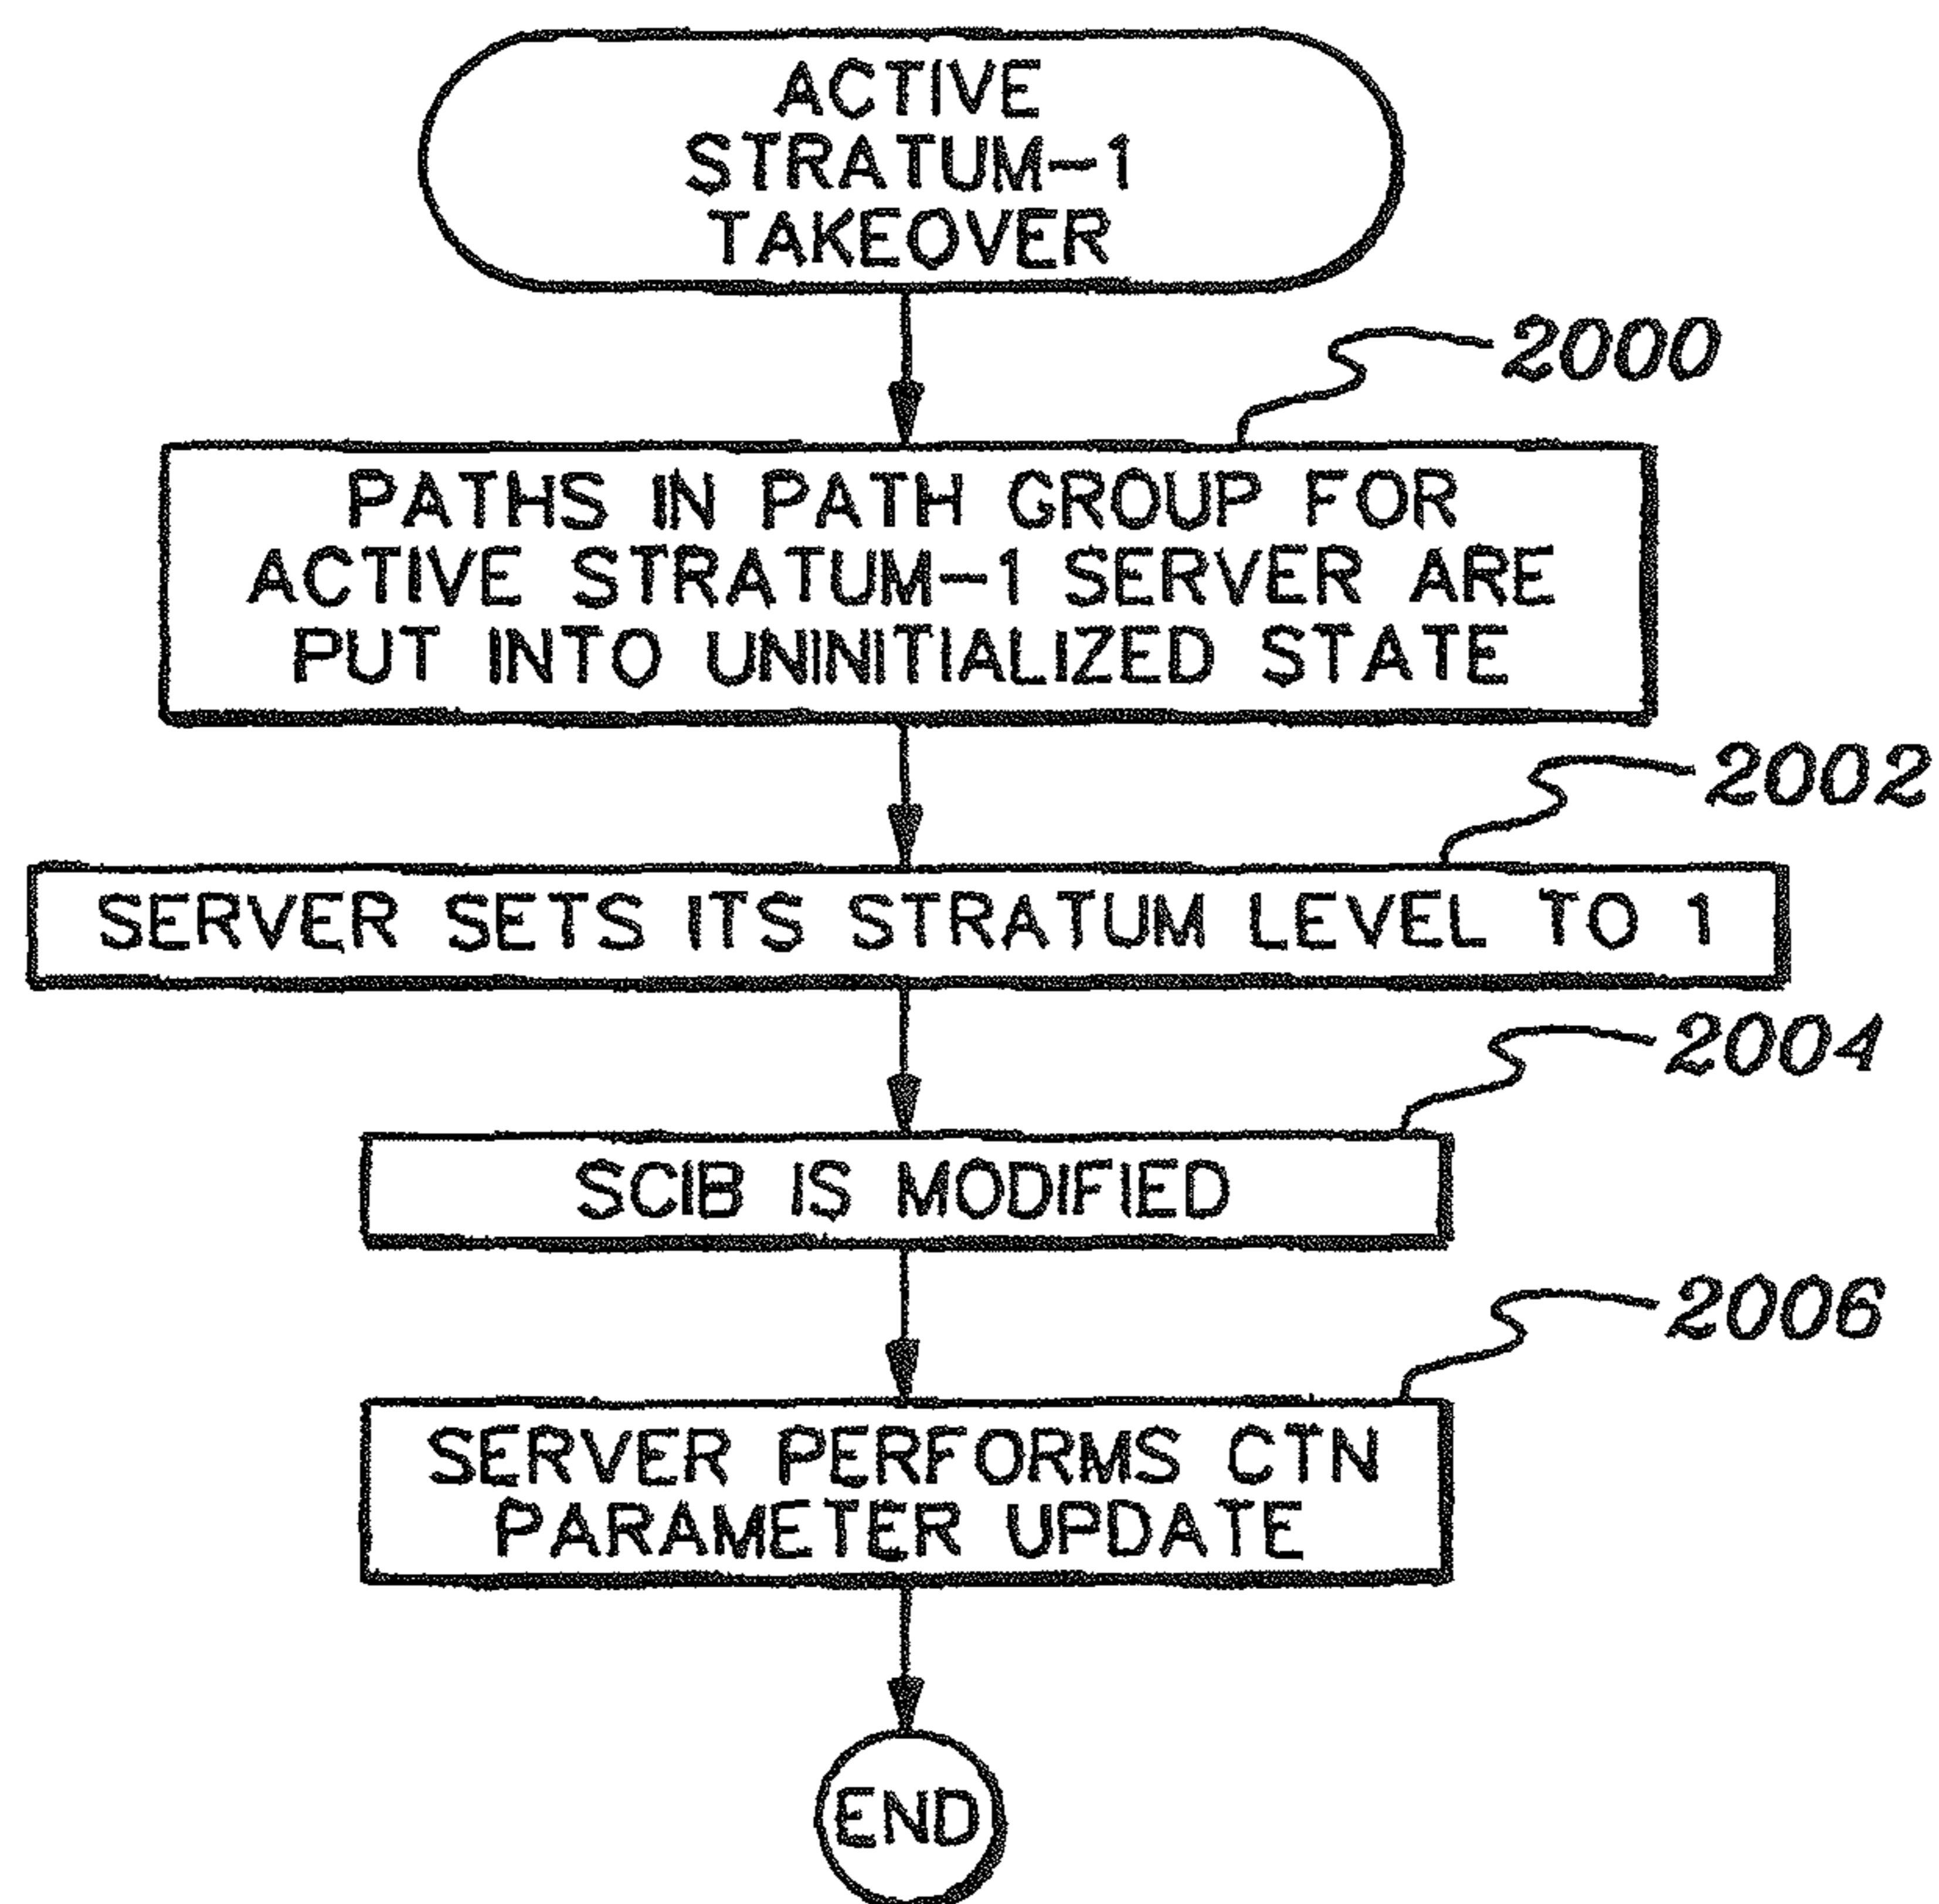 ACTIVE
STRATUM-1
TAKEOVER
2000
PATHS IN PATH GROUP FOR
ACTIVE STRATUM-1 SERVER ARE
PUT INTO UNINITIALIZED STATE
2002
SERVER SETS ITS STRATUM LEVEL TO 1
2004
SCIB IS MODIFIED
2006
SERVER PERFORMS CTN
PARAMETER UPDATE
END